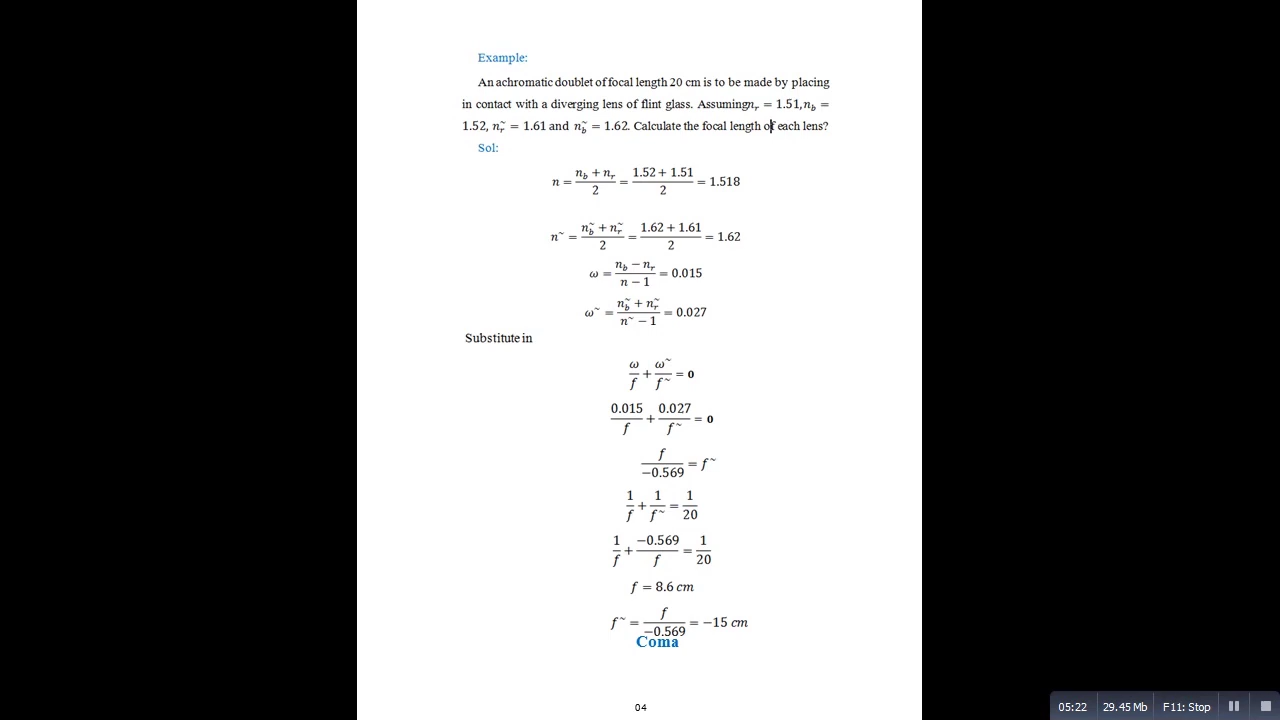 Example:
An achromatic doublet of focal length 20 cm is to be made by placing
in contact with a diverging lens of flint glass. Assuming n_r = 1.51, n_b =
1.52, n_r^~ = 1.61 and n_b^~ = 1.62. Calculate the focal length of each lens?
Sol:
n = (n_b + n_r)/2 = (1.52 + 1.51)/2 = 1.518
n^~ = (n_b^~ + n_r^~)/2 = (1.62 + 1.61)/2 = 1.62
ω = (n_b − n_r)/(n − 1) = 0.015
ω^~ = (n_b^~ + n_r^~)/(n^~ − 1) = 0.027
Substitute in
ω/f + ω^~/f^~ = 0
0.015/f + 0.027/f^~ = 0
f/−0.569 = f^~
1/f + 1/f^~ = 1/20
1/f + −0.569/f = 1/20
f = 8.6 cm
f^~ = f/−0.569 = −15 cm
Coma
04
05:22 29.45 Mb F11: Stop